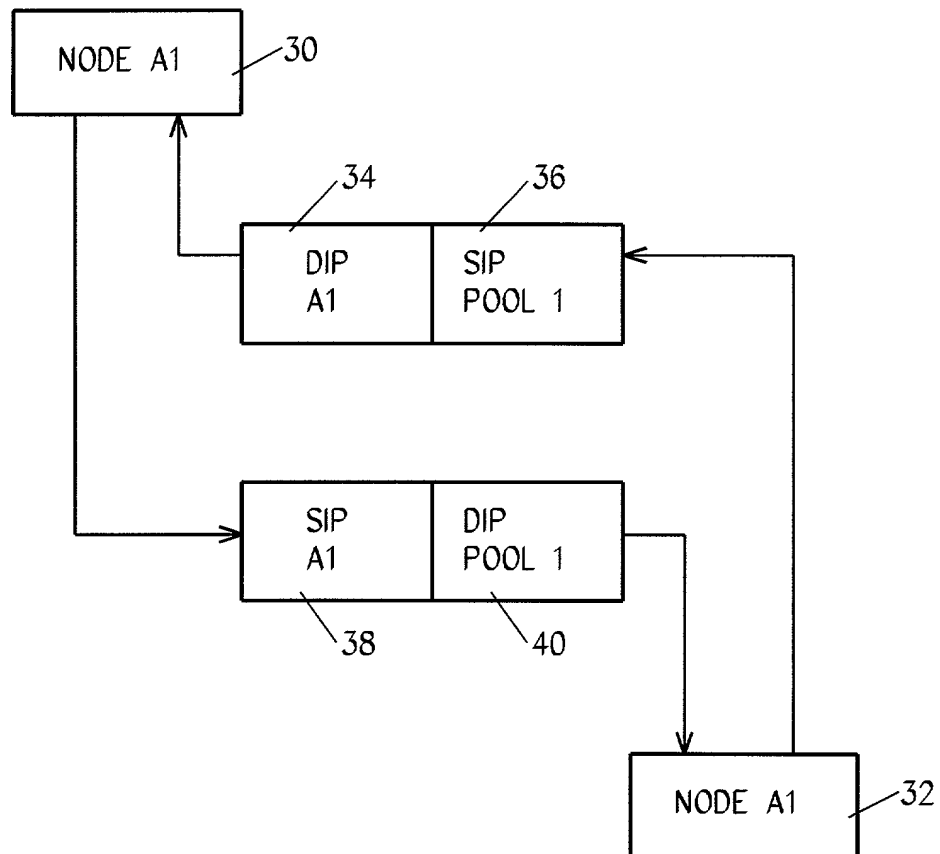 NODE A1
30
34
36
DIP
A1
SIP
POOL 1
SIP
A1
DIP
POOL 1
38
40
NODE A1
32